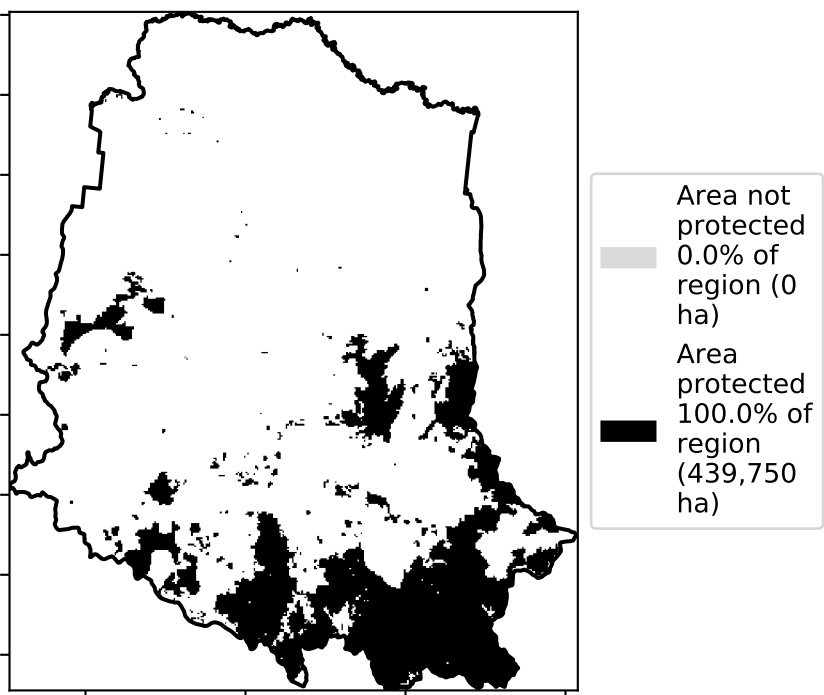 Area not
protected
0.0% of
region (0
ha)
Area
protected
100.0% of
region
(439,750
ha)